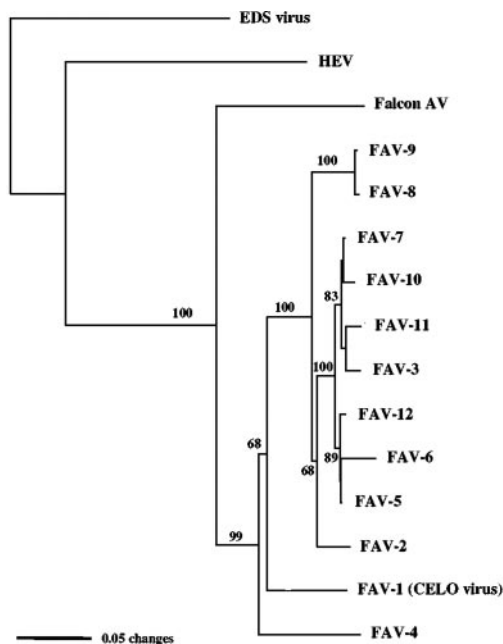 EDS virus
HEV
Falcon AV
FAV-9
100
FAV-8
FAV-7
FAV-10
83
100
100
FAV-11
100
FAV-3
FAV-12
68
89
FAV-6
68
FAV-5
99
FAV-2
FAV-1 (CELO virus)
FAV-4
0.05 changes